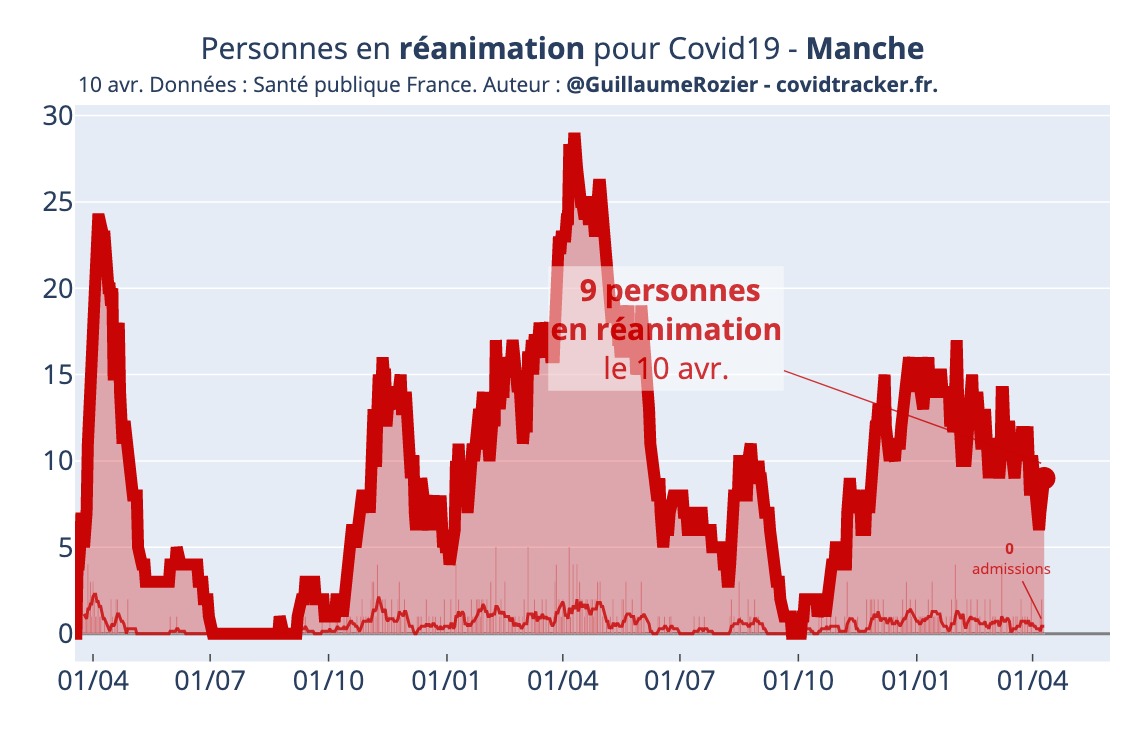 Personnes en réanimation pour Covid19 - Manche
10 avr. Données : Santé publique France. Auteur : @GuillaumeRozier - covidtracker.fr.
30
25
20
15
10
5
0
9 personnes
en réanimation
le 10 avr.
0
admissions
01/04 01/07 01/10 01/01 01/04 01/07 01/10 01/01 01/04